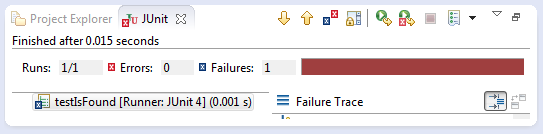 Project Explorer JUnit
Finished after 0.015 seconds
Runs: 1/1 Errors: 0 Failures: 1
testIsFound [Runner: JUnit 4] (0.001 s) Failure Trace